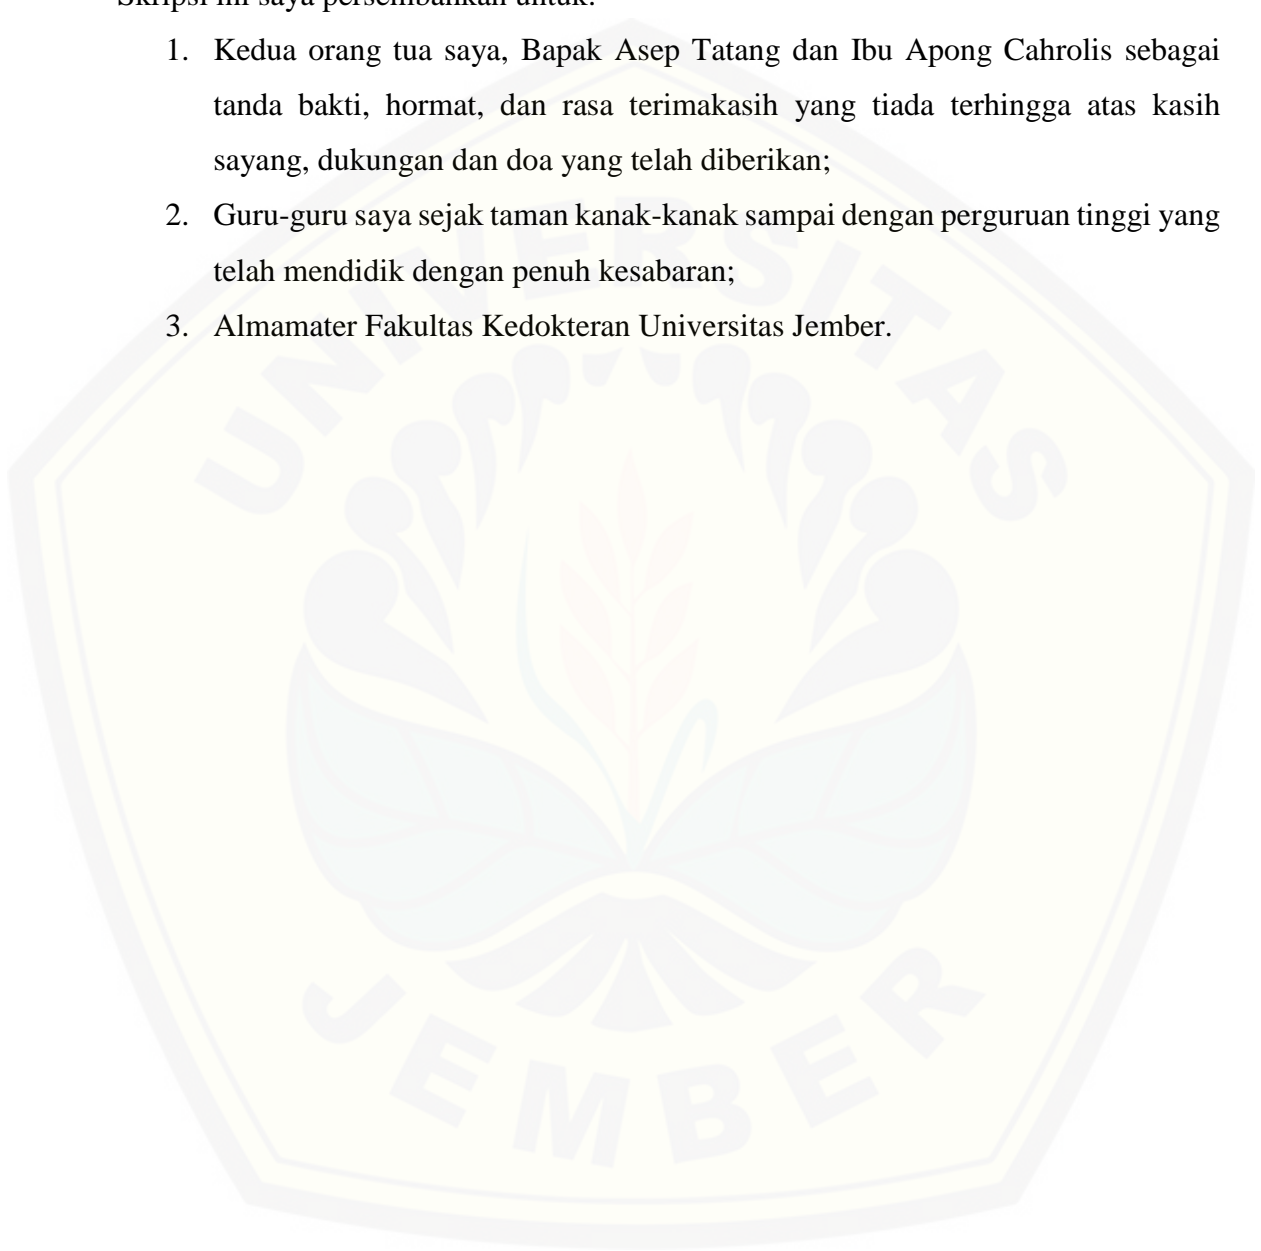 Skripsi ini saya persembahkan untuk:
1. Kedua orang tua saya, Bapak Asep Tatang dan Ibu Apong Cahrolis sebagai
tanda bakti, hormat, dan rasa terimakasih yang tiada terhingga atas kasih
sayang, dukungan dan doa yang telah diberikan;
2. Guru-guru saya sejak taman kanak-kanak sampai dengan perguruan tinggi yang
telah mendidik dengan penuh kesabaran;
3. Almamater Fakultas Kedokteran Universitas Jember.
UNIVERSITAS
JEMBER